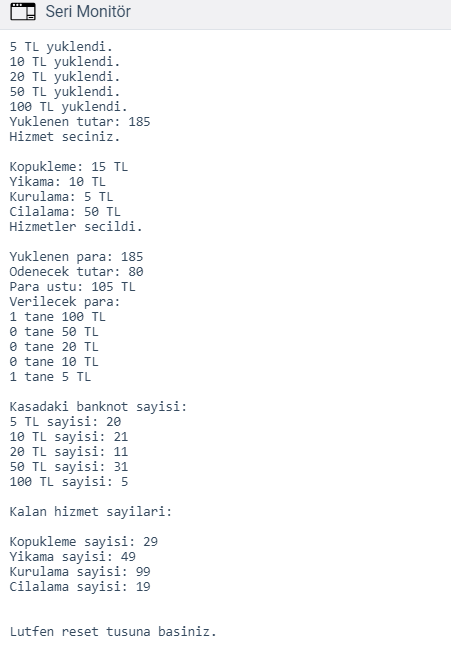 Seri Monitör
5 TL yuklendi.
10 TL yuklendi.
20 TL yuklendi.
50 TL yuklendi.
100 TL yuklendi.
Yuklenen tutar: 185
Hizmet seciniz.
Kopukleme: 15 TL
Yikama: 10 TL
Kurulama: 5 TL
Cilalama: 50 TL
Hizmetler secildi.
Yuklenen para: 185
Odenecek tutar: 80
Para ustu: 105 TL
Verilecek para:
1 tane 100 TL
0 tane 50 TL
0 tane 20 TL
0 tane 10 TL
1 tane 5 TL
Kasadaki banknot sayisi:
5 TL sayisi: 20
10 TL sayisi: 21
20 TL sayisi: 11
50 TL sayisi: 31
100 TL sayisi: 5
Kalan hizmet sayilari:
Kopukleme sayisi: 29
Yikama sayisi: 49
Kurulama sayisi: 99
Cilalama sayisi: 19
Lutfen reset tusuna basiniz.